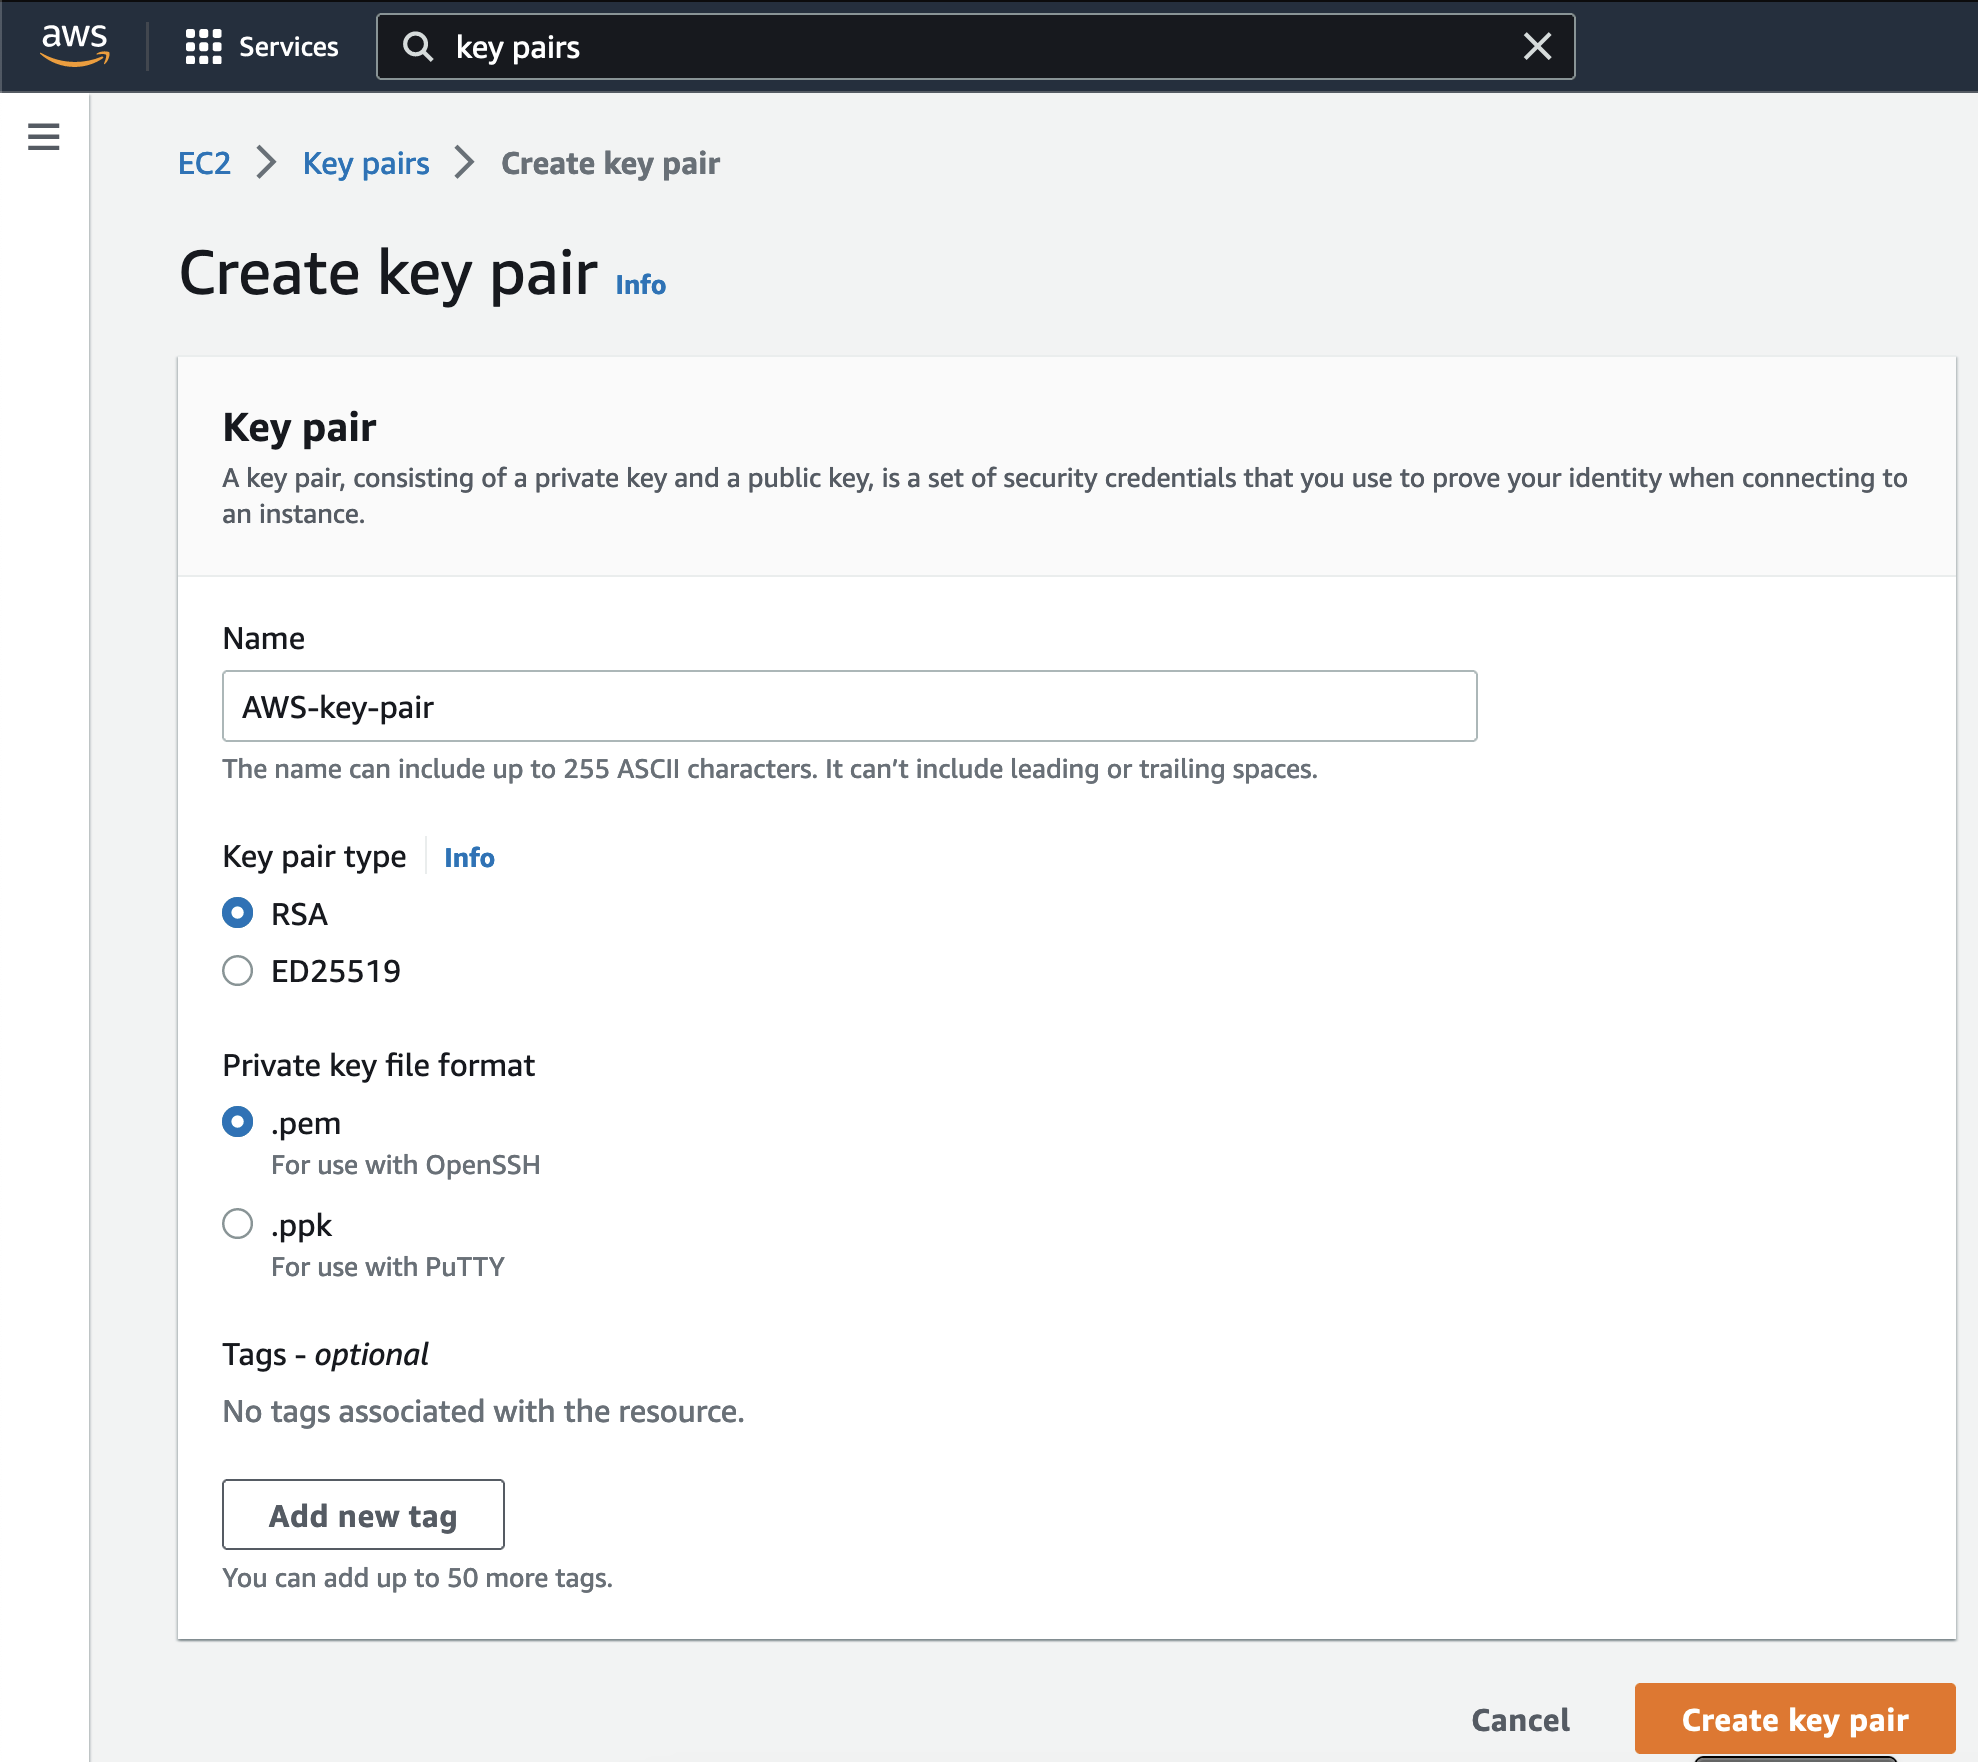 aws
Services
key pairs
EC2 > Key pairs > Create key pair
Create key pair Info
Key pair
A key pair, consisting of a private key and a public key, is a set of security credentials that you use to prove your identity when connecting to
an instance.
Name
AWS-key-pair
The name can include up to 255 ASCII characters. It can’t include leading or trailing spaces.
Key pair type Info
RSA
ED25519
Private key file format
.pem
For use with OpenSSH
.ppk
For use with PuTTY
Tags - optional
No tags associated with the resource.
Add new tag
You can add up to 50 more tags.
Cancel
Create key pair